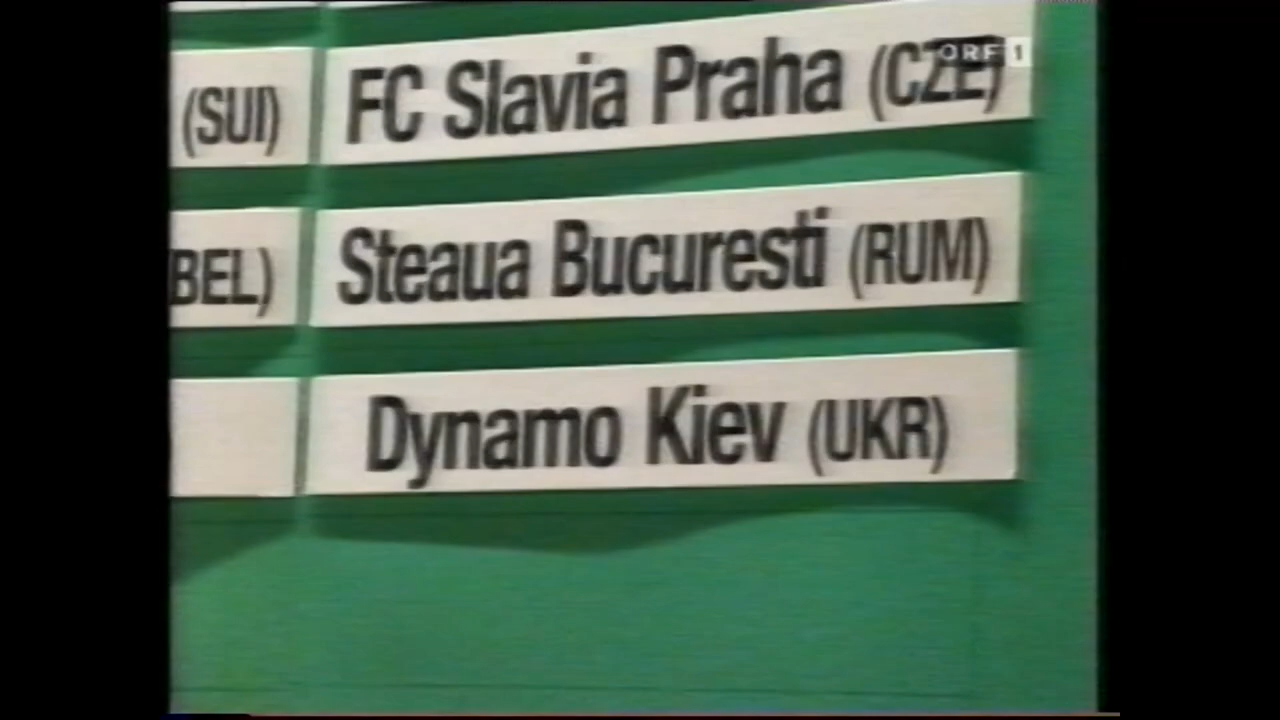 ORF 1
(SUI) FC Slavia Praha (CZE)
BEL) Steaua Bucuresti (RUM)
Dynamo Kiev (UKR)